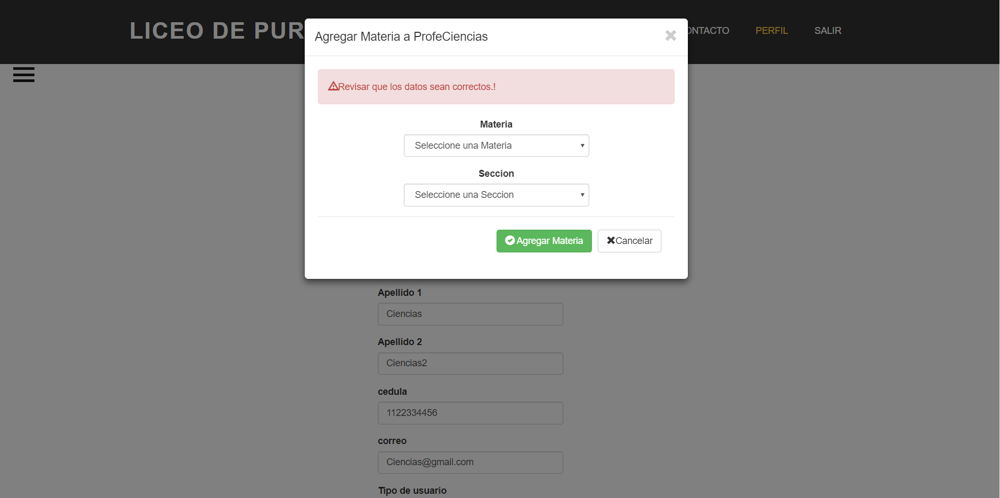 LICEO DE PUR
PERFIL
SALIR
Agregar Materia a ProfeCiencias
Revisar que los datos sean correctos.!
Materia
Seleccione una Materia
Seccion
Seleccione una Seccion
Agregar Materia
Cancelar
Apellido 1
Ciencias
Apellido 2
Ciencias2
cedula
1122334456
correo
Ciencias@gmail.com
Tipo de usuario